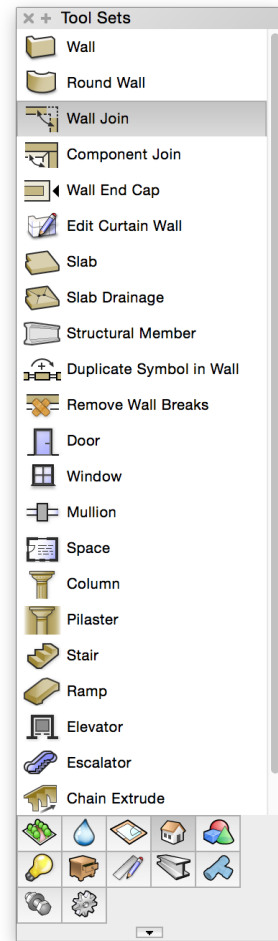 Tool Sets
Wall
Round Wall
Wall Join
Component Join
Wall End Cap
Edit Curtain Wall
Slab
Slab Drainage
Structural Member
Duplicate Symbol in Wall
Remove Wall Breaks
Door
Window
Mullion
Space
Column
Pilaster
Stair
Ramp
Elevator
Escalator
Chain Extrude